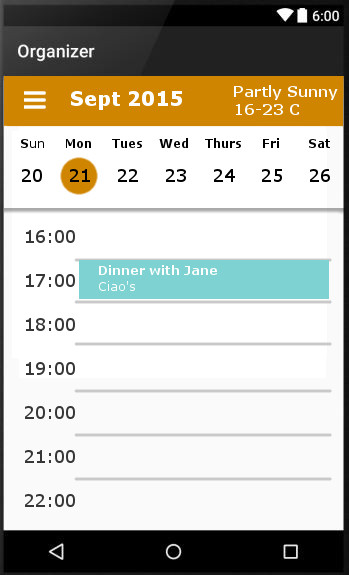 6:00
Organizer
Sept 2015
Partly Sunny
16-23 C
Sun Mon Tues Wed Thurs Fri Sat
20 21 22 23 24 25 26
16:00
17:00
Dinner with Jane
Ciao's
18:00
19:00
20:00
21:00
22:00